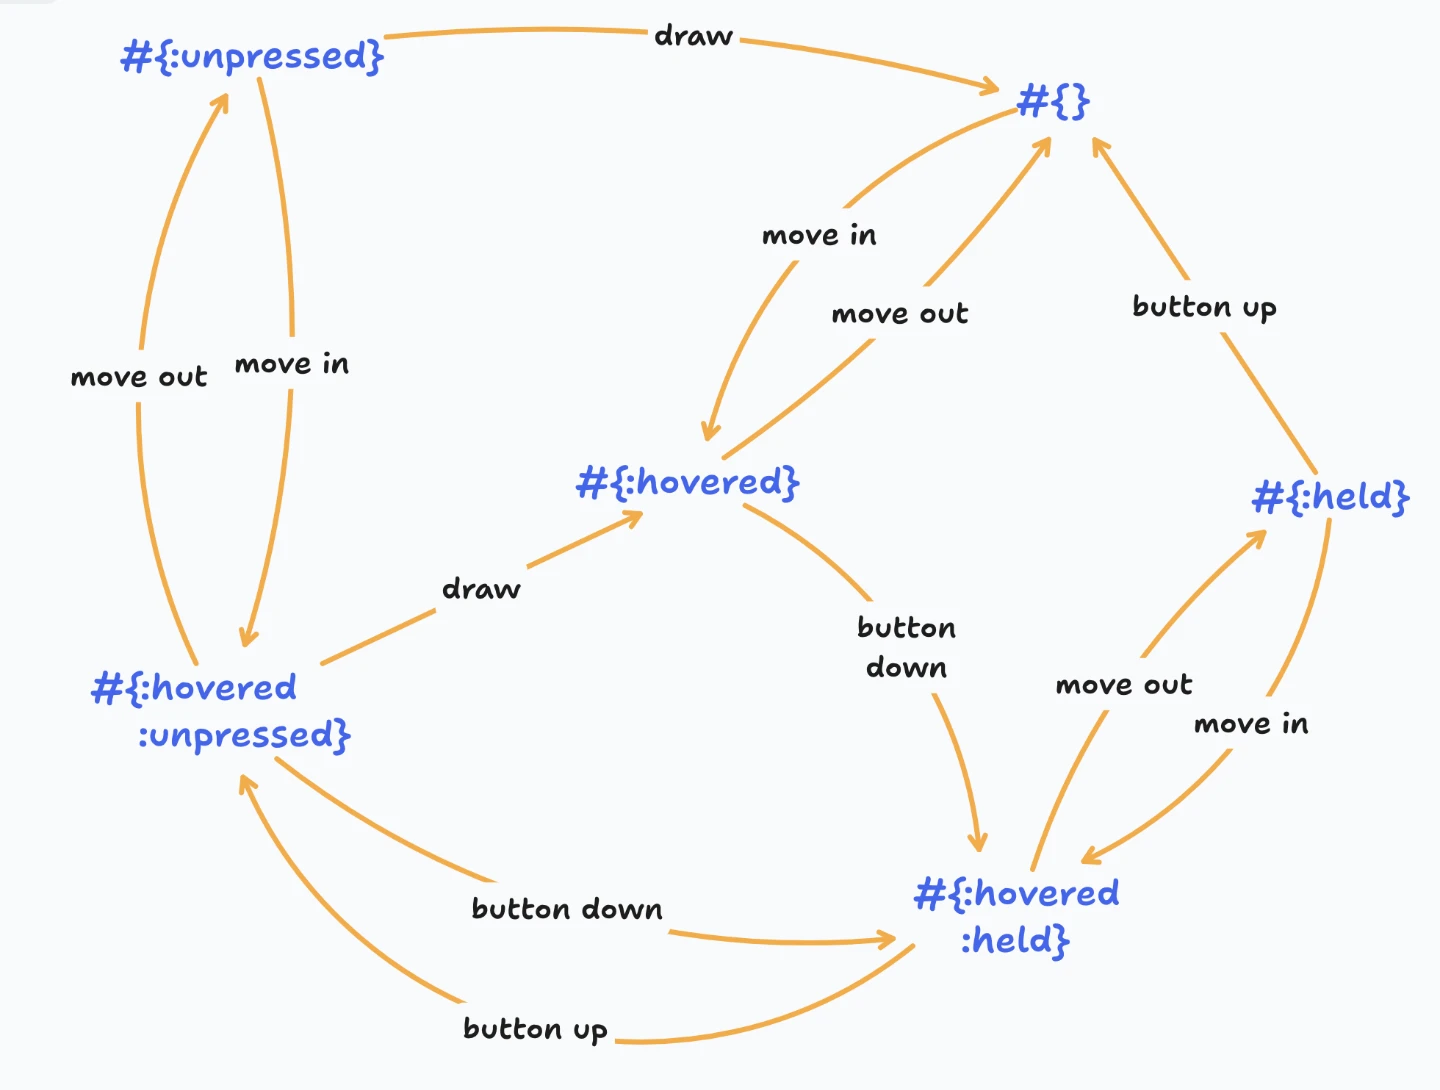 #{:unpressed}
draw
#{}
move in
move out
button up
move out
move in
#{:hovered}
#{:held}
draw
button
down
#{:hovered
:unpressed}
move out
move in
button down
#{:hovered
:held}
button up